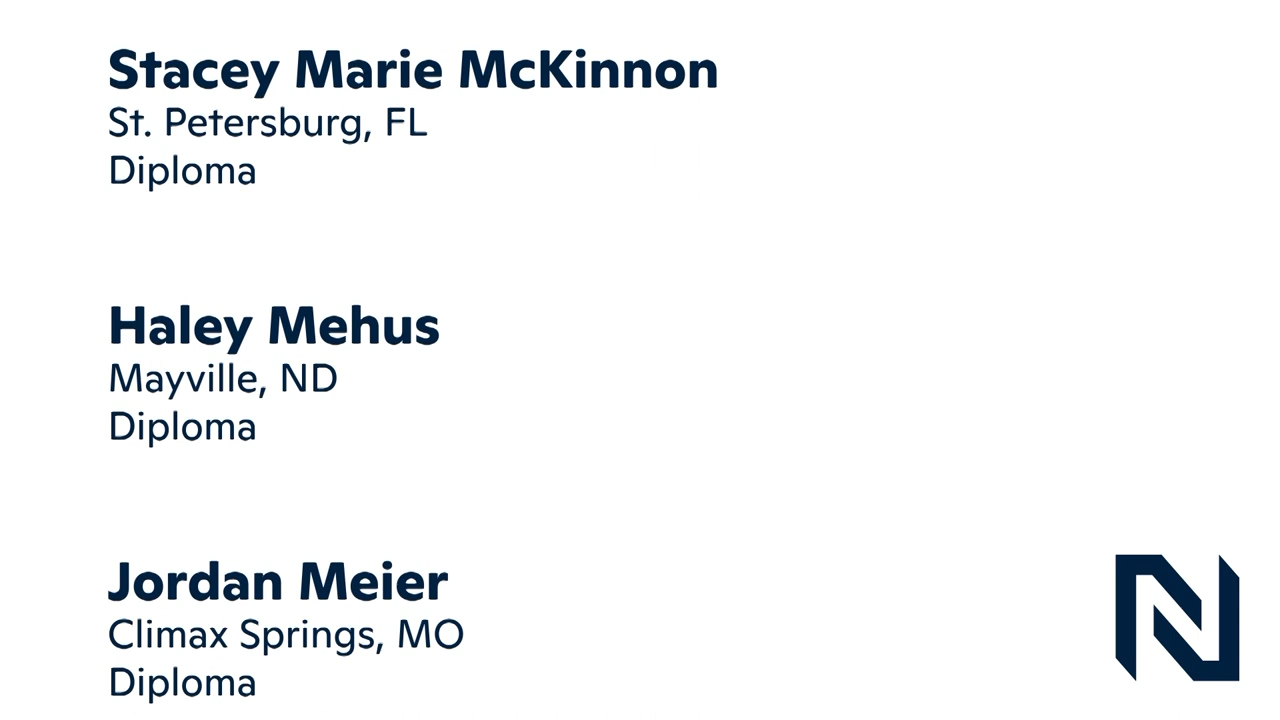 Stacey Marie McKinnon
St. Petersburg, FL
Diploma
Haley Mehus
Mayville, ND
Diploma
Jordan Meier
Climax Springs, MO
Diploma
N